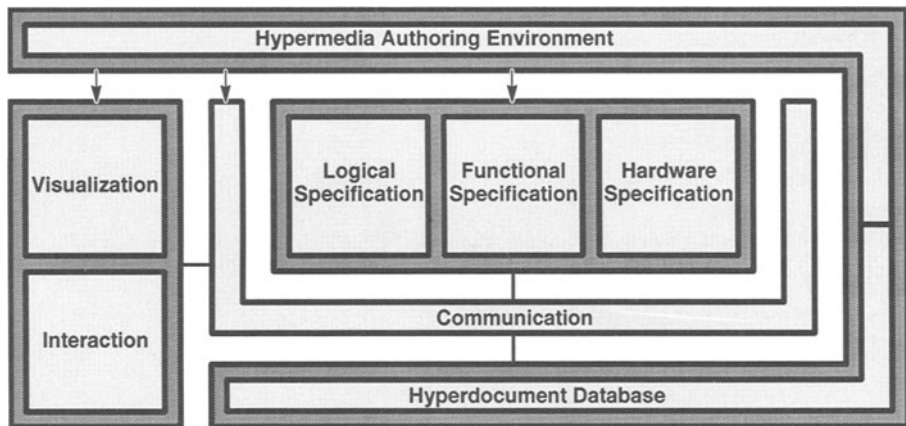 Hypermedia Authoring Environment
Visualization
Logical
Specification
Functional
Specification
Hardware
Specification
Interaction
Communication
Hyperdocument Database